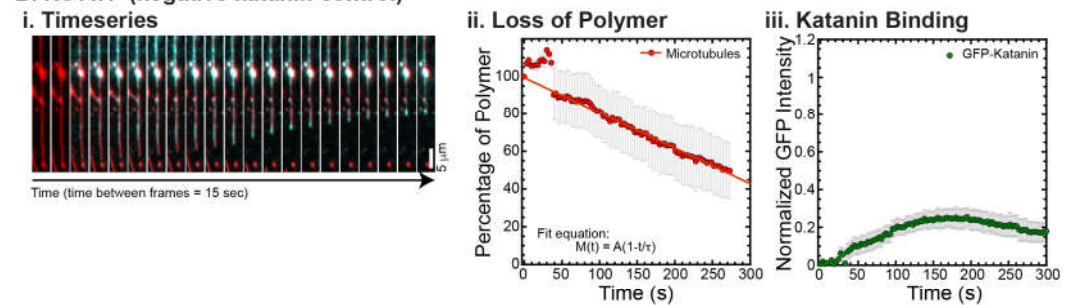 i. Timeseries
5 μm
Time (time between frames = 15 sec)
ii. Loss of Polymer
Microtubules
Percentage of Polymer
100
80
60
40
20
0
Fit equation:
M(t) = A(1-t/τ)
0 50 100 150 200 250 300
Time (s)
iii. Katanin Binding
GFP-Katanin
Normalized GFP Intensity
1.2
1
0.8
0.6
0.4
0.2
0
0 50 100 150 200 250 300
Time (s)